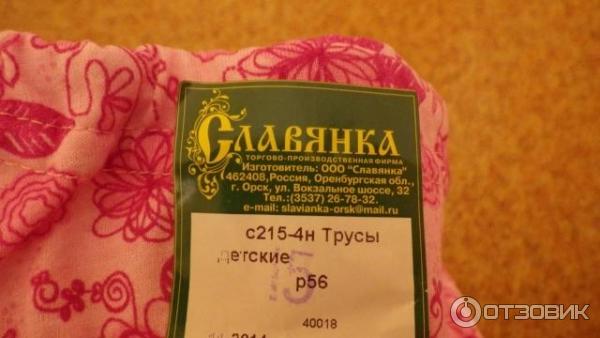 СЛАВЯНКА
ТОРГОВО-ПРОИЗВОДСТВЕННАЯ ФИРМА
Изготовитель: ООО "Славянка"
462408,Россия, Оренбургская обл.,
г. Орск, ул. Вокзальное шоссе, 32
Тел.:(3537) 26-78-32.
e-mail: slavianka-orsk@mail.ru
с215-4н Трусы
детские
р56
40018
2014
ОТЗОВИК